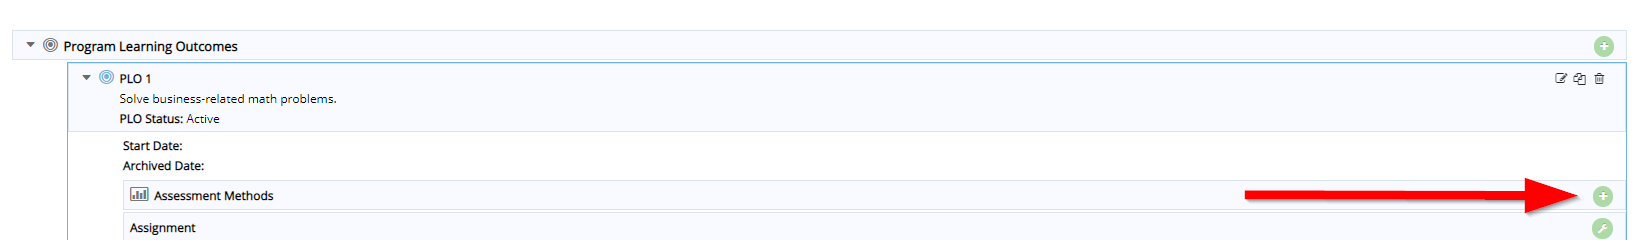 Program Learning Outcomes
PLO 1
Solve business-related math problems.
PLO Status: Active
Start Date:
Archived Date:
Assessment Methods
Assignment